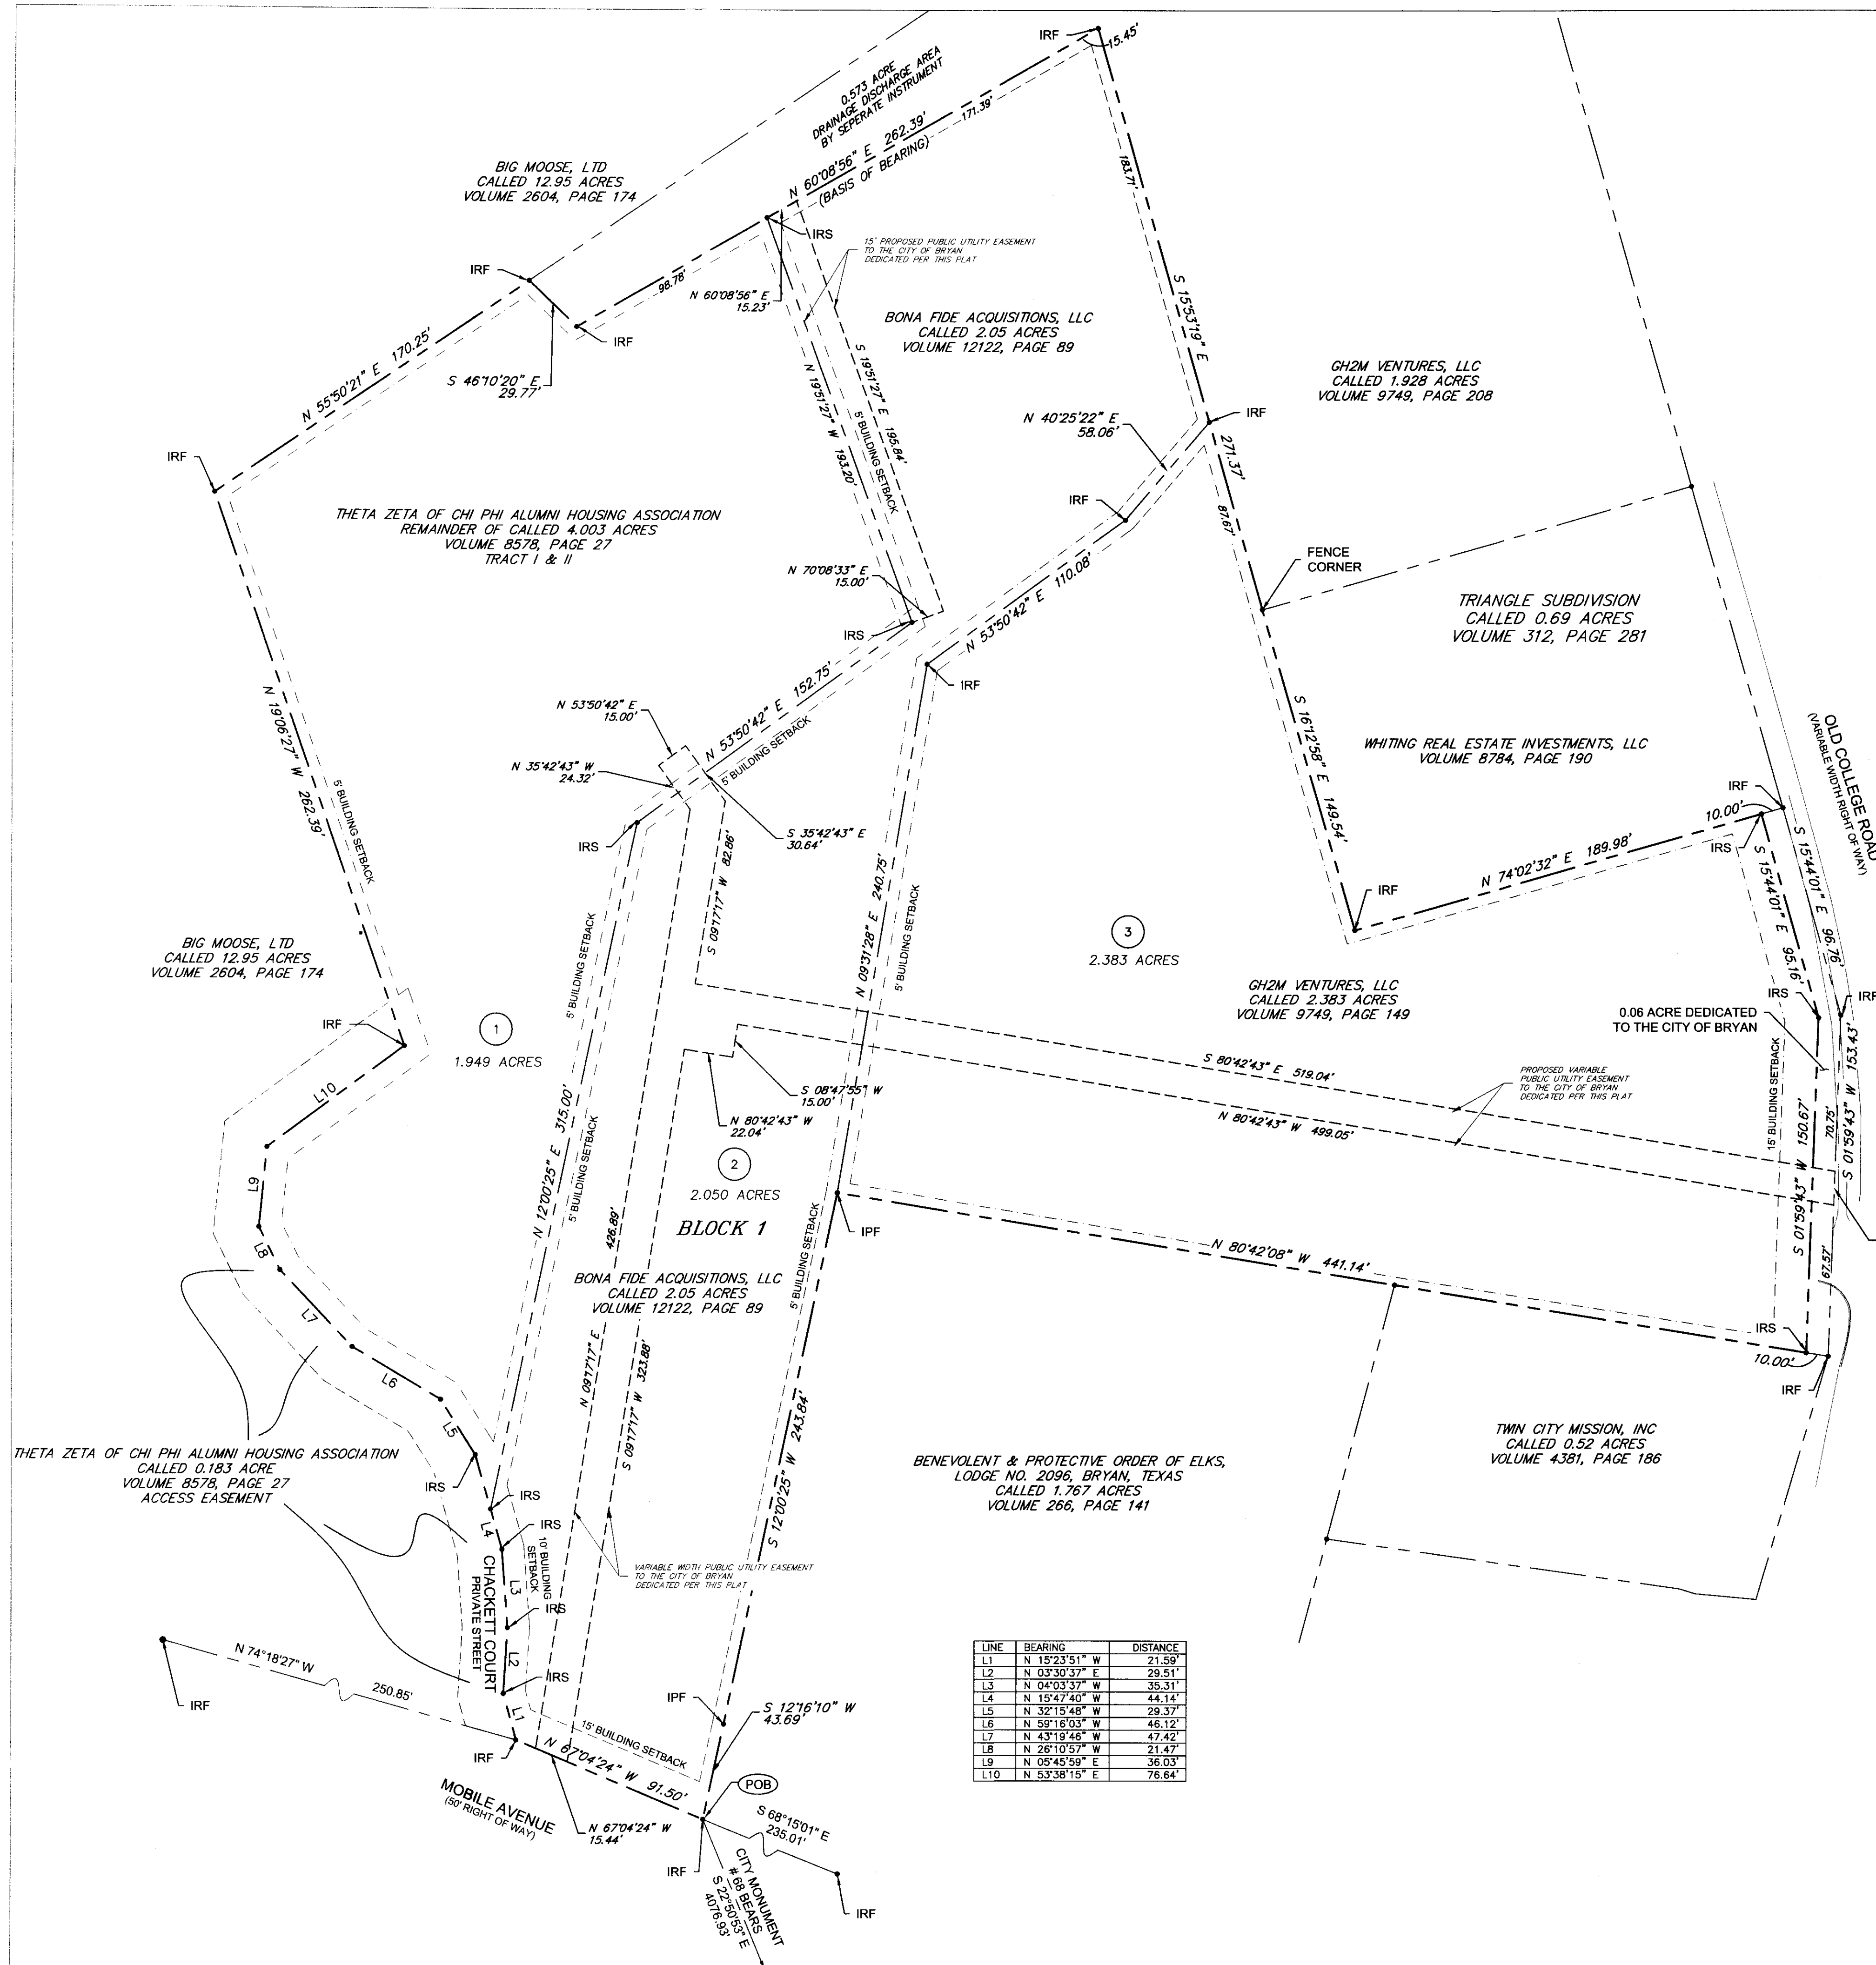 IRF
15.45'
0.573 ACRE
DRAINAGE DISCHARGE AREA
BY SEPERATE INSTRUMENT
N 60°08'56" E 262.39'
(BASIS OF BEARING)
171.39'
183.71'
BIG MOOSE, LTD
CALLED 12.95 ACRES
VOLUME 2604, PAGE 174
IRS
15' PROPOSED PUBLIC UTILITY EASEMENT
TO THE CITY OF BRYAN
DEDICATED PER THIS PLAT
IRF
98.78'
N 60°08'56" E
15.23'
S 15°53'19" E
BONA FIDE ACQUISITIONS, LLC
CALLED 2.05 ACRES
VOLUME 12122, PAGE 89
IRF
N 55°50'21" E 170.25'
S 46°10'20" E
29.77'
GH2M VENTURES, LLC
CALLED 1.928 ACRES
VOLUME 9749, PAGE 208
S 19°51'27" E 195.84'
N 19°51'27" W 193.20'
5' BUILDING SETBACK
N 40°25'22" E
58.06'
IRF
271.37'
IRF
IRF
87.67'
THETA ZETA OF CHI PHI ALUMNI HOUSING ASSOCIATION
REMAINDER OF CALLED 4.003 ACRES
VOLUME 8578, PAGE 27
TRACT I & II
FENCE
CORNER
N 70°08'33" E
15.00'
N 53°50'42" E 110.08'
TRIANGLE SUBDIVISION
CALLED 0.69 ACRES
VOLUME 312, PAGE 281
IRS
IRF
N 53°50'42" E 152.75'
5' BUILDING SETBACK
N 53°50'42" E
15.00'
N 19°06'27" W 262.39'
5' BUILDING SETBACK
S 16°12'58" E 149.54'
OLD COLLEGE ROAD
(VARIABLE WIDTH RIGHT OF WAY)
WHITING REAL ESTATE INVESTMENTS, LLC
VOLUME 8784, PAGE 190
N 35°42'43" W
24.32'
IRF
10.00'
IRS
S 35°42'43" E
30.64'
IRS
N 74°02'32" E 189.98'
S 15°44'01" E 96.76'
S 15°44'01" E 95.16'
S 09°17'17" W 82.86'
N 09°31'28" E 240.75'
5' BUILDING SETBACK
IRF
5' BUILDING SETBACK
BIG MOOSE, LTD
CALLED 12.95 ACRES
VOLUME 2604, PAGE 174
3
2.383 ACRES
GH2M VENTURES, LLC
CALLED 2.383 ACRES
VOLUME 9749, PAGE 149
IRS
IRF
0.06 ACRE DEDICATED
TO THE CITY OF BRYAN
IRF
1
1.949 ACRES
S 80°42'43" E 519.04'
PROPOSED VARIABLE
PUBLIC UTILITY EASEMENT
TO THE CITY OF BRYAN
DEDICATED PER THIS PLAT
15' BUILDING SETBACK
S 01°59'43" W 150.67'
70.75'
S 01°59'43" W 153.43'
L10
S 08°47'55" W
15.00'
N 80°42'43" W
22.04'
N 80°42'43" W 499.05'
N 12°00'25" E 315.00'
5' BUILDING SETBACK
2
2.050 ACRES
BLOCK 1
L9
L8
426.89'
IPF
5' BUILDING SETBACK
N 80°42'08" W 441.14'
67.57'
BONA FIDE ACQUISITIONS, LLC
CALLED 2.05 ACRES
VOLUME 12122, PAGE 89
L7
IRS
10.00'
IRF
L6
N 09°17'17" E
S 09°17'17" W 323.88'
S 12°00'25" W 243.84'
L5
THETA ZETA OF CHI PHI ALUMNI HOUSING ASSOCIATION
CALLED 0.183 ACRE
VOLUME 8578, PAGE 27
ACCESS EASEMENT
BENEVOLENT & PROTECTIVE ORDER OF ELKS,
LODGE NO. 2096, BRYAN, TEXAS
CALLED 1.767 ACRES
VOLUME 266, PAGE 141
TWIN CITY MISSION, INC
CALLED 0.52 ACRES
VOLUME 4381, PAGE 186
IRS
IRS
L4
IRS
10' BUILDING
SETBACK
VARIABLE WIDTH PUBLIC UTILITY EASEMENT
TO THE CITY OF BRYAN
DEDICATED PER THIS PLAT
CHACKETT COURT
PRIVATE STREET
L3
IRS
L2
IRS
N 74°18'27" W
250.85'
IRF
L1
IPF
S 12°16'10" W
43.69'
15' BUILDING SETBACK
IRF
N 67°04'24" W 91.50'
POB
MOBILE AVENUE
(50' RIGHT OF WAY)
N 67°04'24" W
15.44'
S 68°15'01" E
235.01'
IRF
IRF
CITY MONUMENT
#68 BEARS
S 22°50'53" E
4076.93'
LINE BEARING DISTANCE
L1 N 15°23'51" W 21.59'
L2 N 03°30'37" E 29.51'
L3 N 04°03'37" W 35.31'
L4 N 15°47'40" W 44.14'
L5 N 32°15'48" W 29.37'
L6 N 59°16'03" W 46.12'
L7 N 43°19'46" W 47.42'
L8 N 26°10'57" W 21.47'
L9 N 05°45'59" E 36.03'
L10 N 53°38'15" E 76.64'